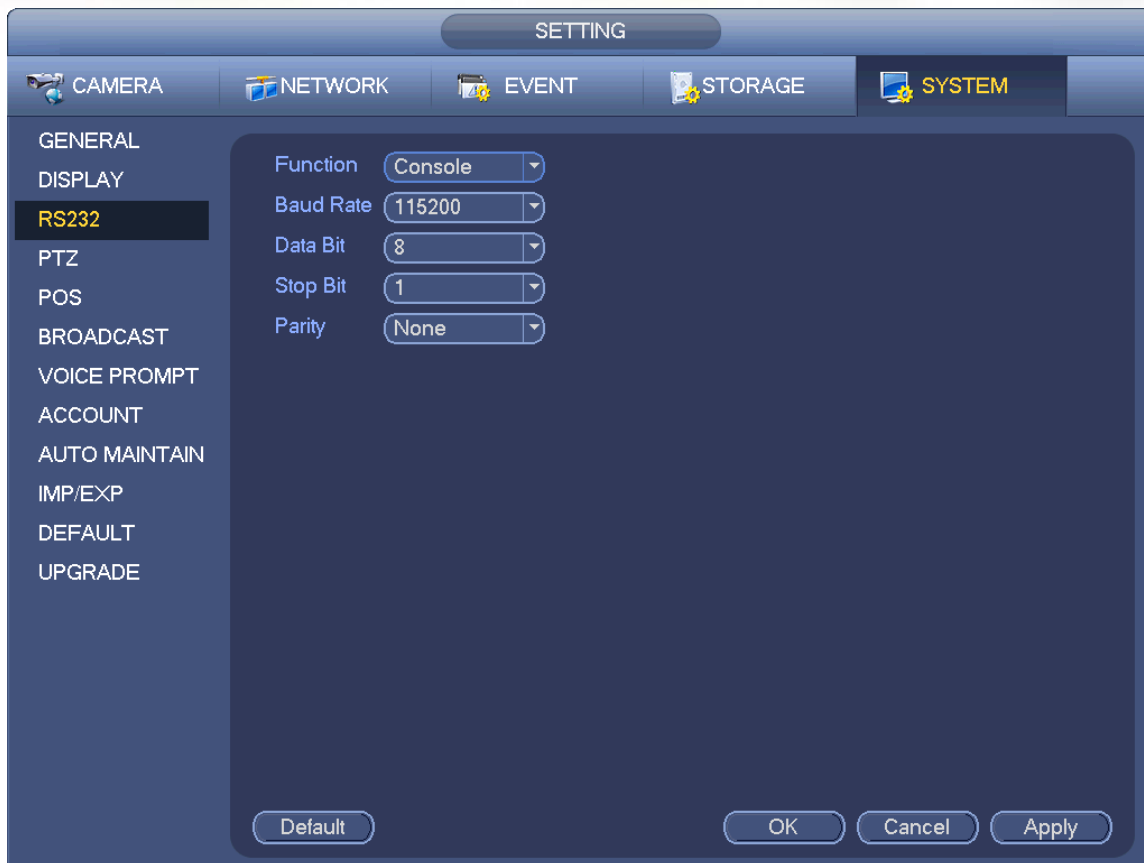 SETTING
CAMERA NETWORK EVENT STORAGE SYSTEM
GENERAL
DISPLAY
RS232
PTZ
POS
BROADCAST
VOICE PROMPT
ACCOUNT
AUTO MAINTAIN
IMP/EXP
DEFAULT
UPGRADE
Function Console
Baud Rate 115200
Data Bit 8
Stop Bit 1
Parity None
Default OK Cancel Apply